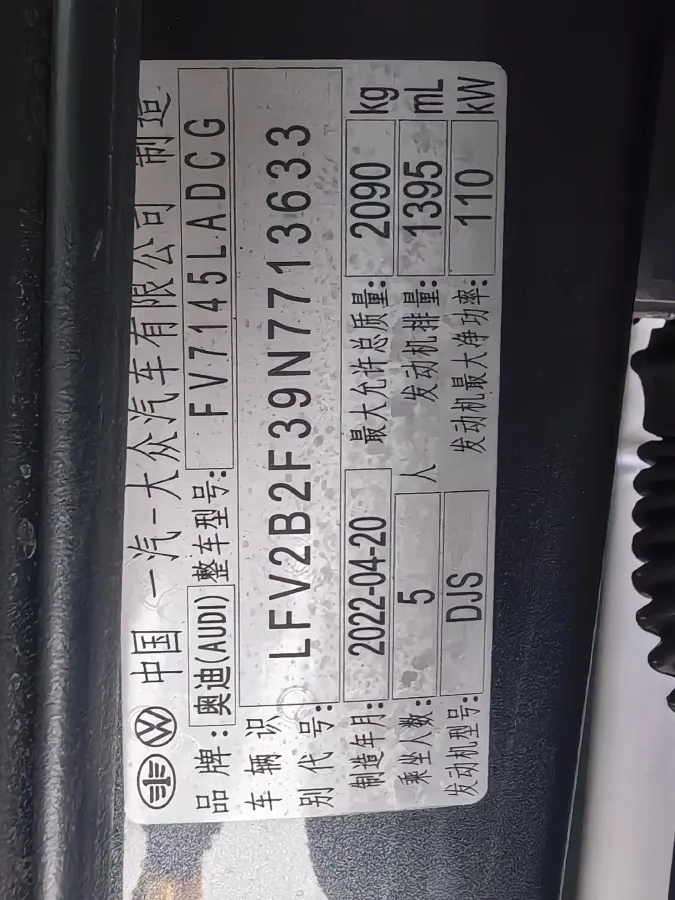 中国 一汽-大众汽车有限公司 制造
品牌: 奥迪(AUDI) 整车型号: FV7145LADCG
车辆识别代号: LFV2B2F39N7713633
制造年月: 2022-04-20 最大允许总质量: 2090 kg
乘坐人数: 5 人 发动机排量: 1395 mL
发动机型号: DJS 发动机最大净功率: 110 kW